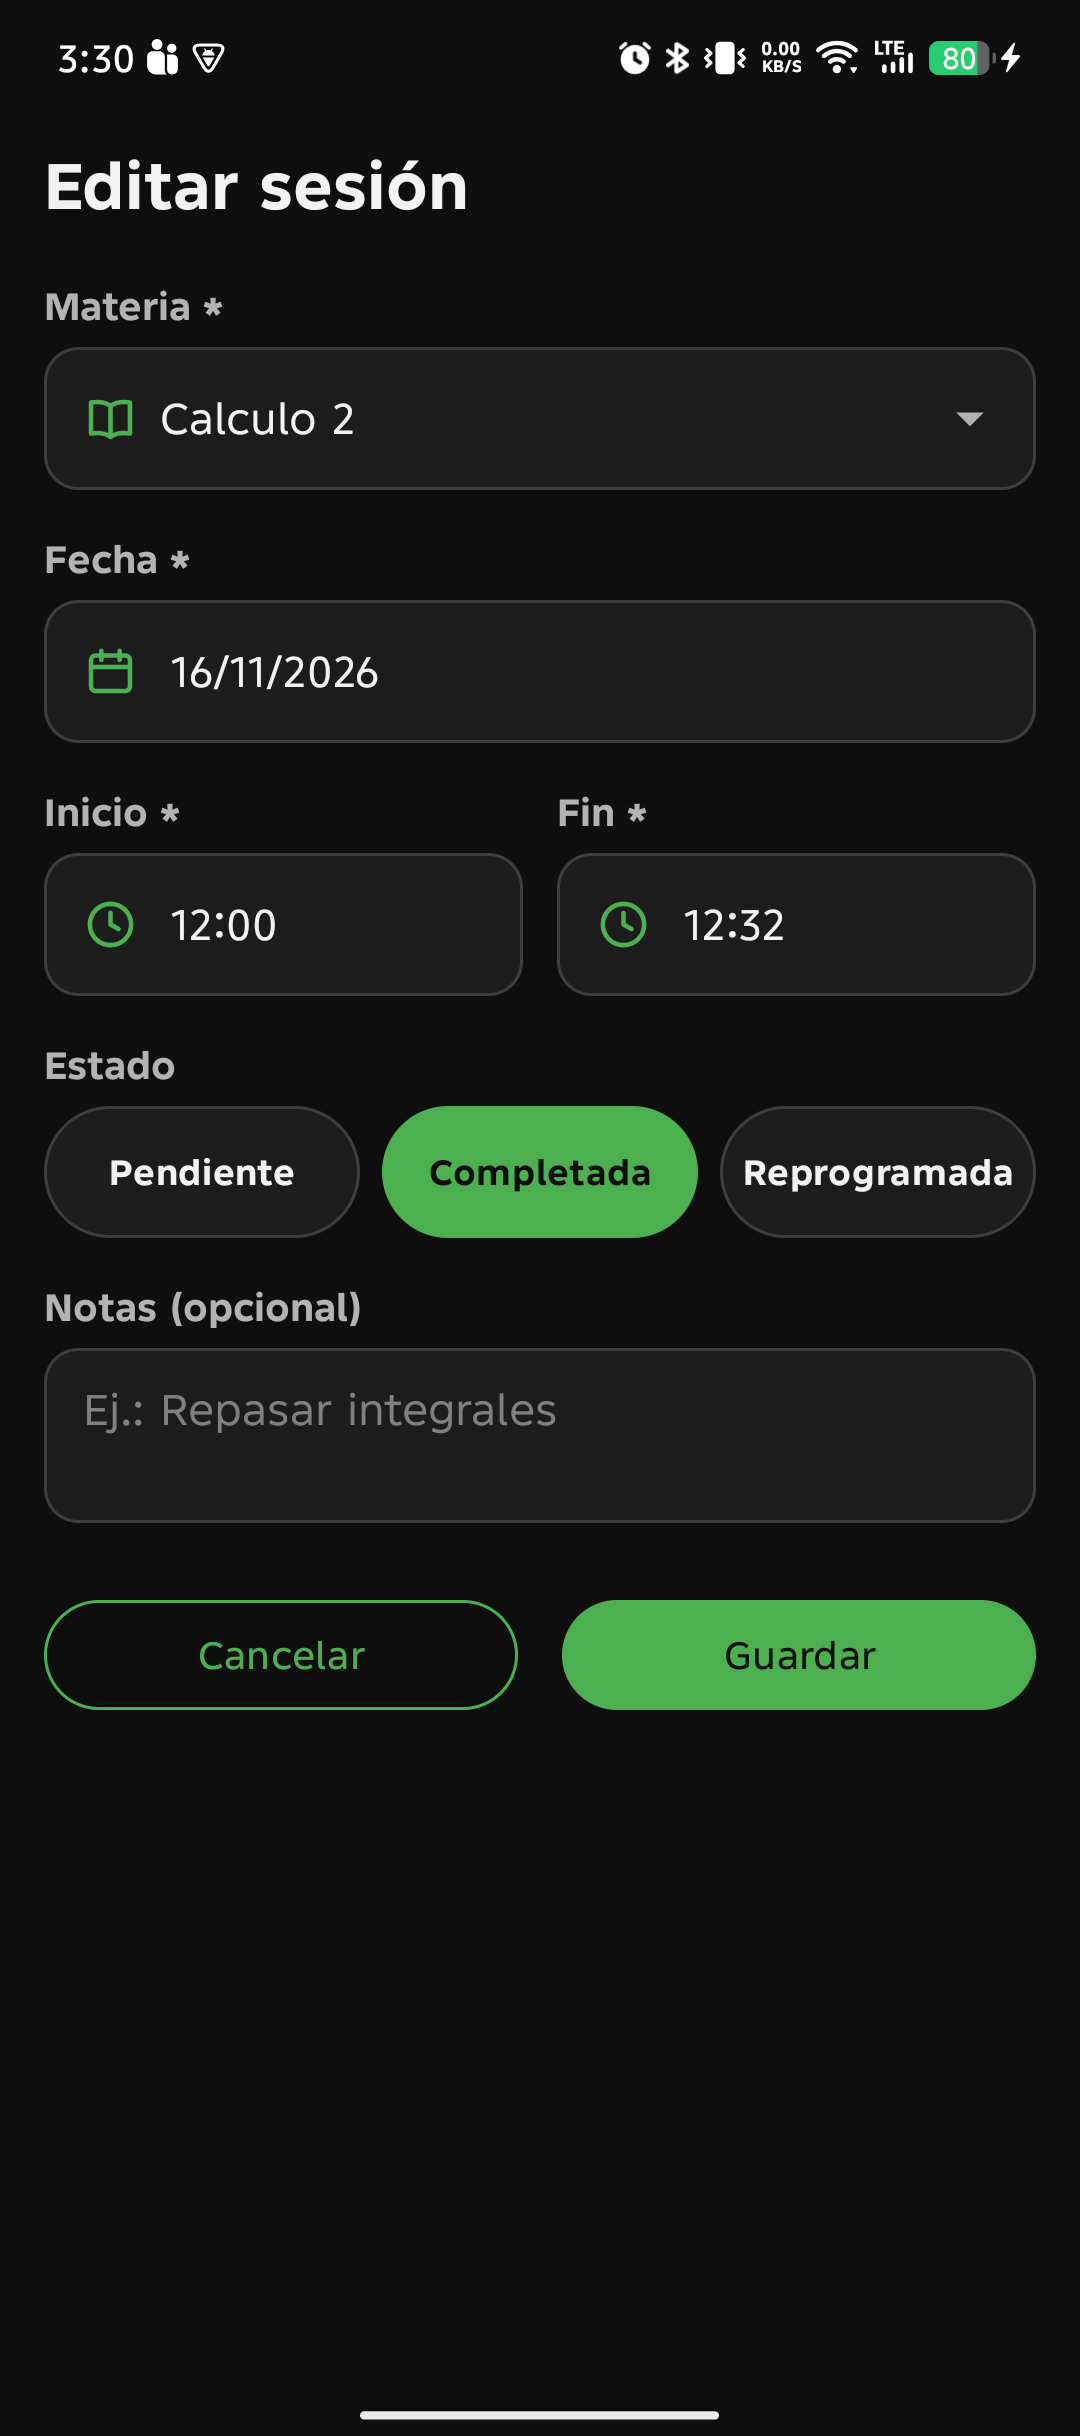 3:30
0.00
KB/S
LTE
80
Editar sesión
Materia *
Calculo 2
Fecha *
16/11/2026
Inicio *
Fin *
12:00
12:32
Estado
Pendiente
Completada
Reprogramada
Notas (opcional)
Ej.: Repasar integrales
Cancelar
Guardar